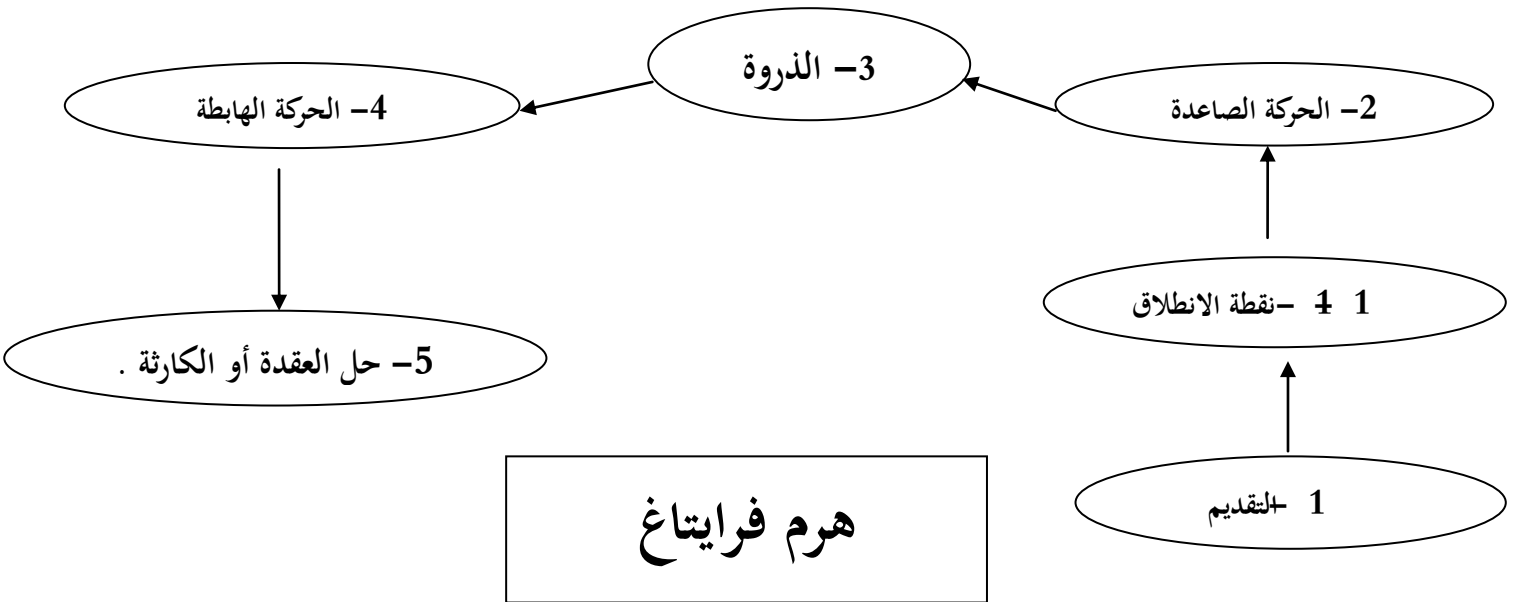 3- الذروة
2- الحركة الصاعدة
4- الحركة الهابطة
1 1 -نقطة الانطلاق
5- حل العقدة أو الكارثة .
1 -التقديم
هرم فرايتاغ